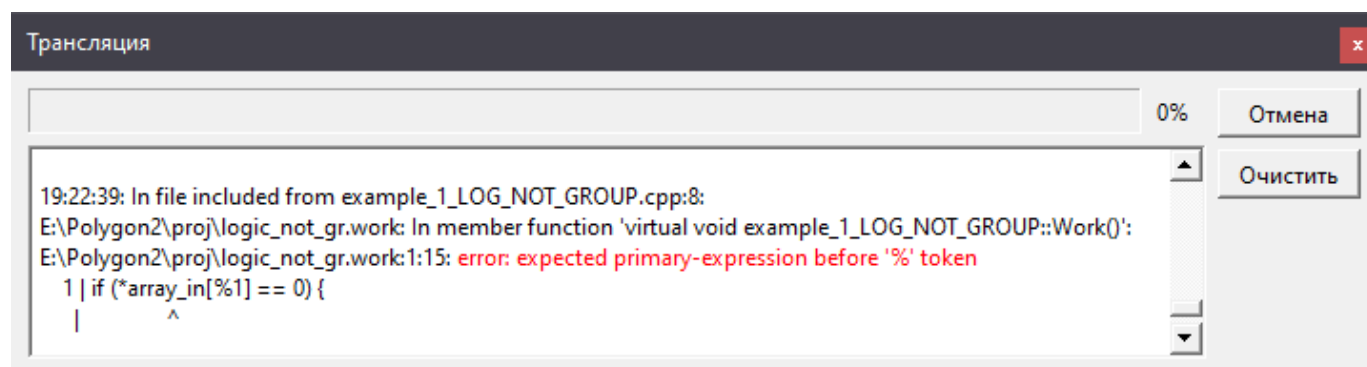 Трансляция
x
0%
Отмена
Очистить
19:22:39: In file included from example_1_LOG_NOT_GROUP.cpp:8:
E:\Polygon2\proj\logic_not_gr.work: In member function 'virtual void example_1_LOG_NOT_GROUP::Work()':
E:\Polygon2\proj\logic_not_gr.work:1:15: error: expected primary-expression before '%' token
1 | if (*array_in[%1] == 0) {
| ^